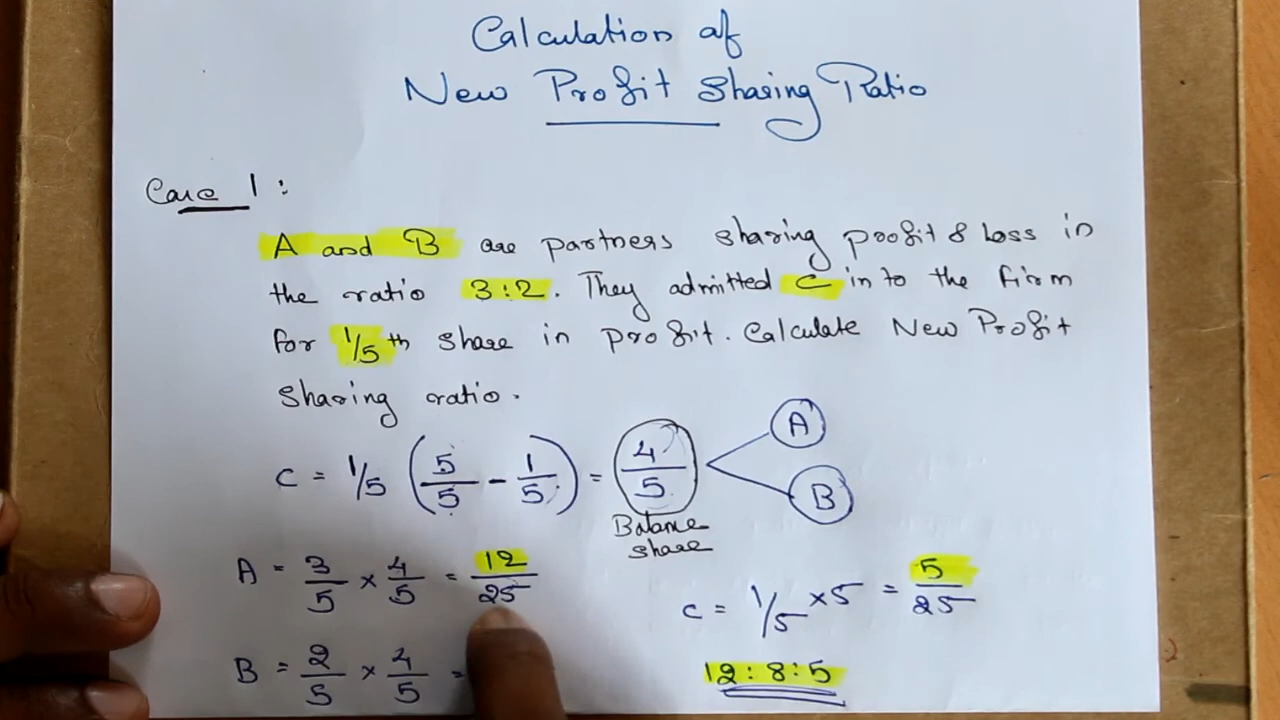 Calculation of
New Profit Sharing Ratio
Case 1 :
A and B are partners sharing profit & Loss in
the ratio 3:2. They admitted C in to the firm
for 1/5th share in profit. Calculate New Profit
Sharing ratio.
C = 1/5 (5/5 - 1/5) = 4/5 A
B
Balance
share
A = 3/5 × 4/5 = 12/25
C = 1/5 × 5 = 5/25
B = 2/5 × 4/5 =
12:8:5